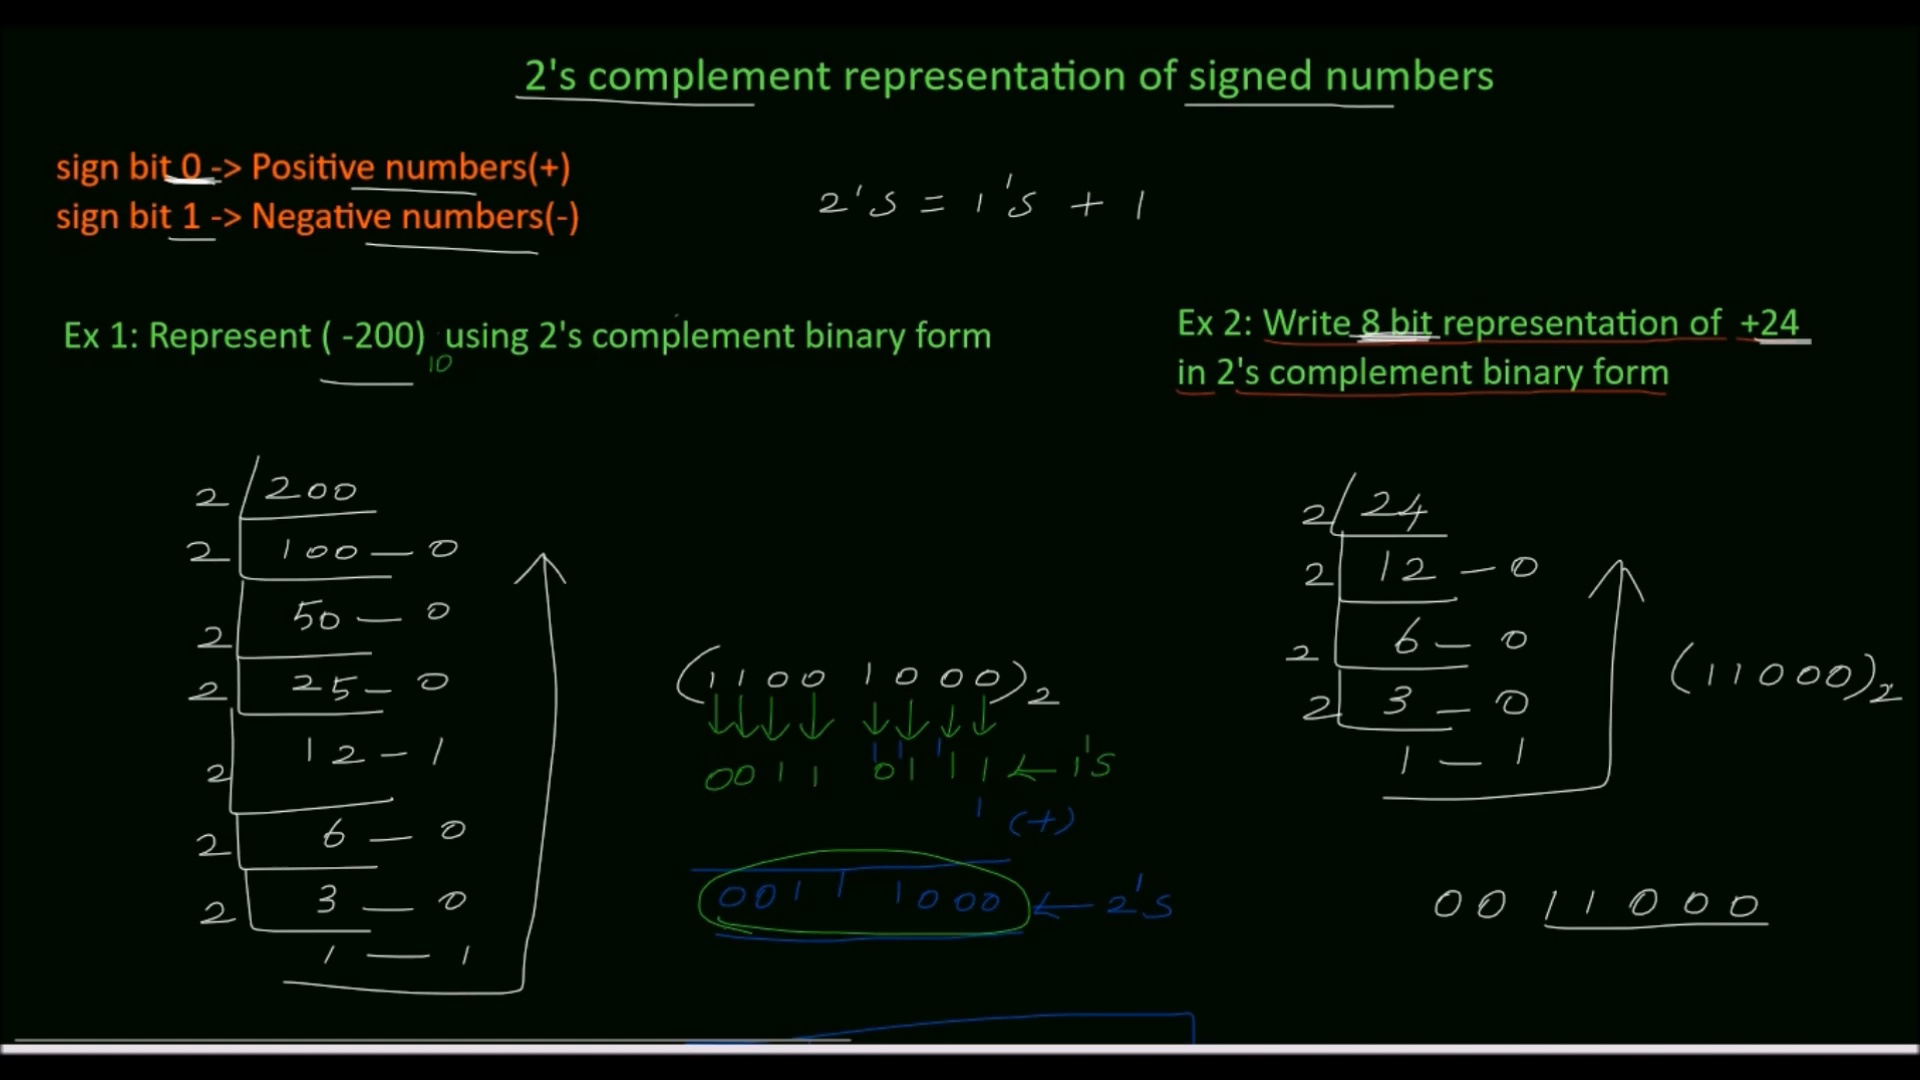 2's complement representation of signed numbers
sign bit 0 -> Positive numbers(+)
sign bit 1 -> Negative numbers(-)
2's = 1's + 1
Ex 1: Represent ( -200)10 using 2's complement binary form
2 200
2 100 — 0
2 50 — 0
2 25 — 0
2 12 — 1
2 6 — 0
2 3 — 0
1 — 1
(1100 1000)2
↓↓↓↓ ↓↓↓↓
1 1 1
0011 0111 ← 1's
1 (+)
0011 1000 ← 2's
Ex 2: Write 8 bit representation of +24
in 2's complement binary form
2 24
2 12 — 0
2 6 — 0
2 3 — 0
1 — 1
(11000)2
00 11000